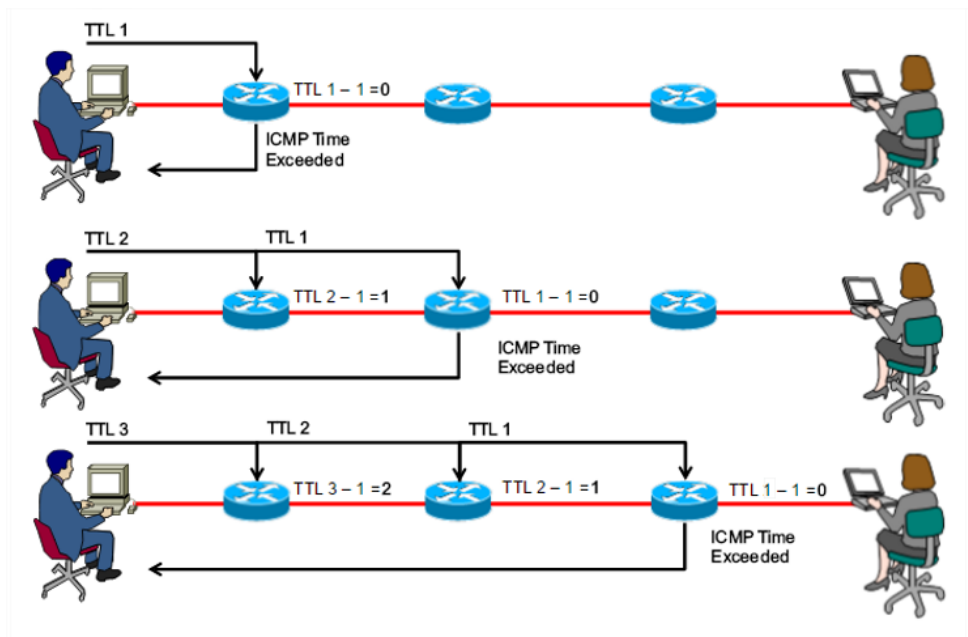 TTL 1
TTL 1 – 1 =0
ICMP Time
Exceeded
TTL 2
TTL 1
TTL 2 – 1 =1
TTL 1 – 1 =0
ICMP Time
Exceeded
TTL 3
TTL 2
TTL 1
TTL 3 – 1 =2
TTL 2 – 1 =1
TTL 1 – 1 =0
ICMP Time
Exceeded